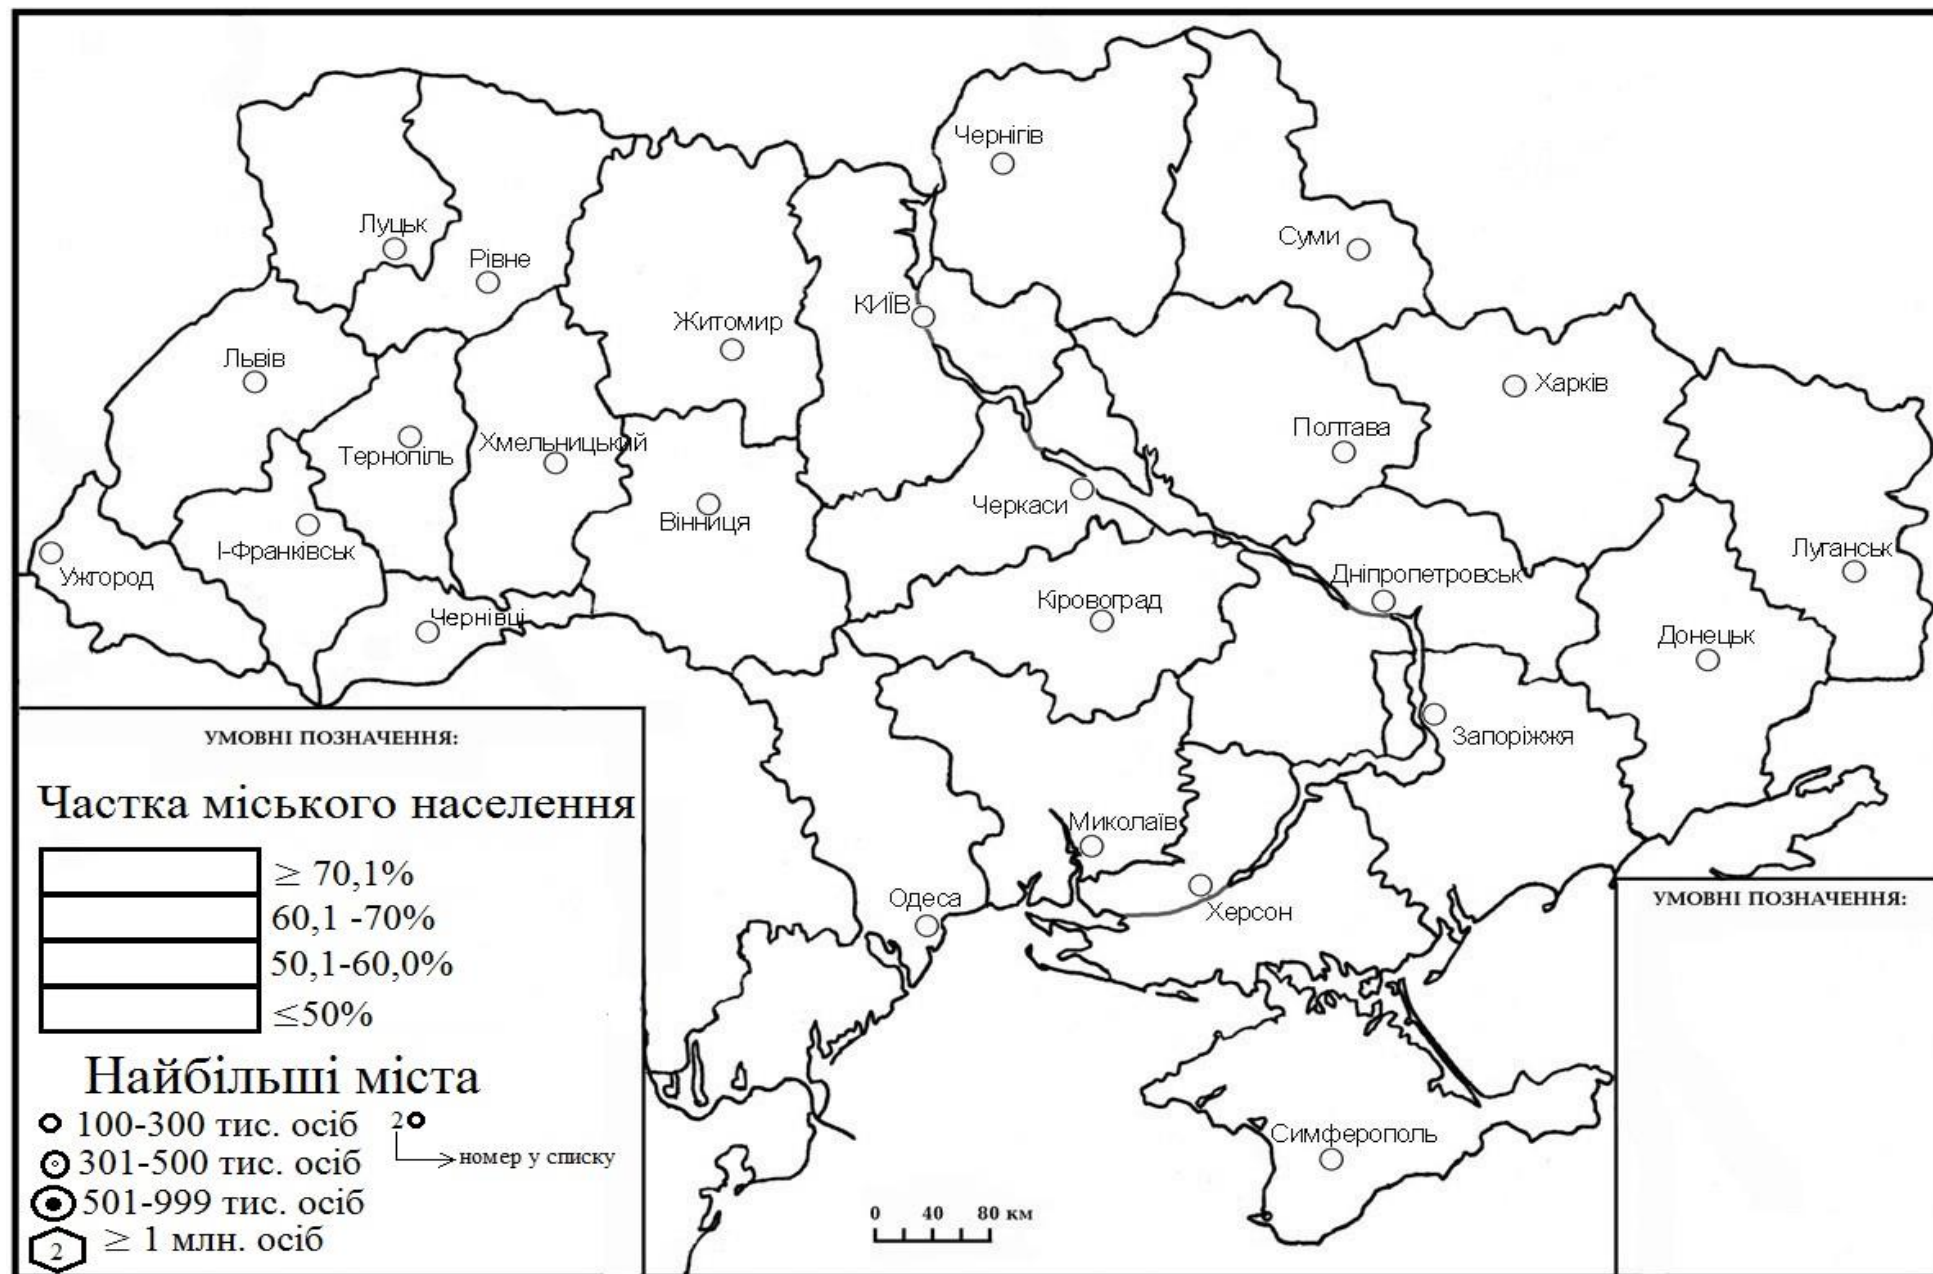 Чернігів
Луцьк
Суми
Рівне
КИЇВ
Житомир
Львів
Харків
Полтава
Хмельницький
Тернопіль
Черкаси
Вінниця
І-Франківськ
Луганськ
Ужгород
Дніпропетровськ
Кіровоград
Чернівці
Донецьк
Запоріжжя
Миколаїв
Одеса
Херсон
Симферополь
УМОВНІ ПОЗНАЧЕННЯ:
Частка міського населення
≥ 70,1%
60,1 -70%
50,1-60,0%
≤50%
Найбільші міста
100-300 тис. осіб
2
номер у списку
301-500 тис. осіб
501-999 тис. осіб
2
≥ 1 млн. осіб
0 40 80 км
УМОВНІ ПОЗНАЧЕННЯ: